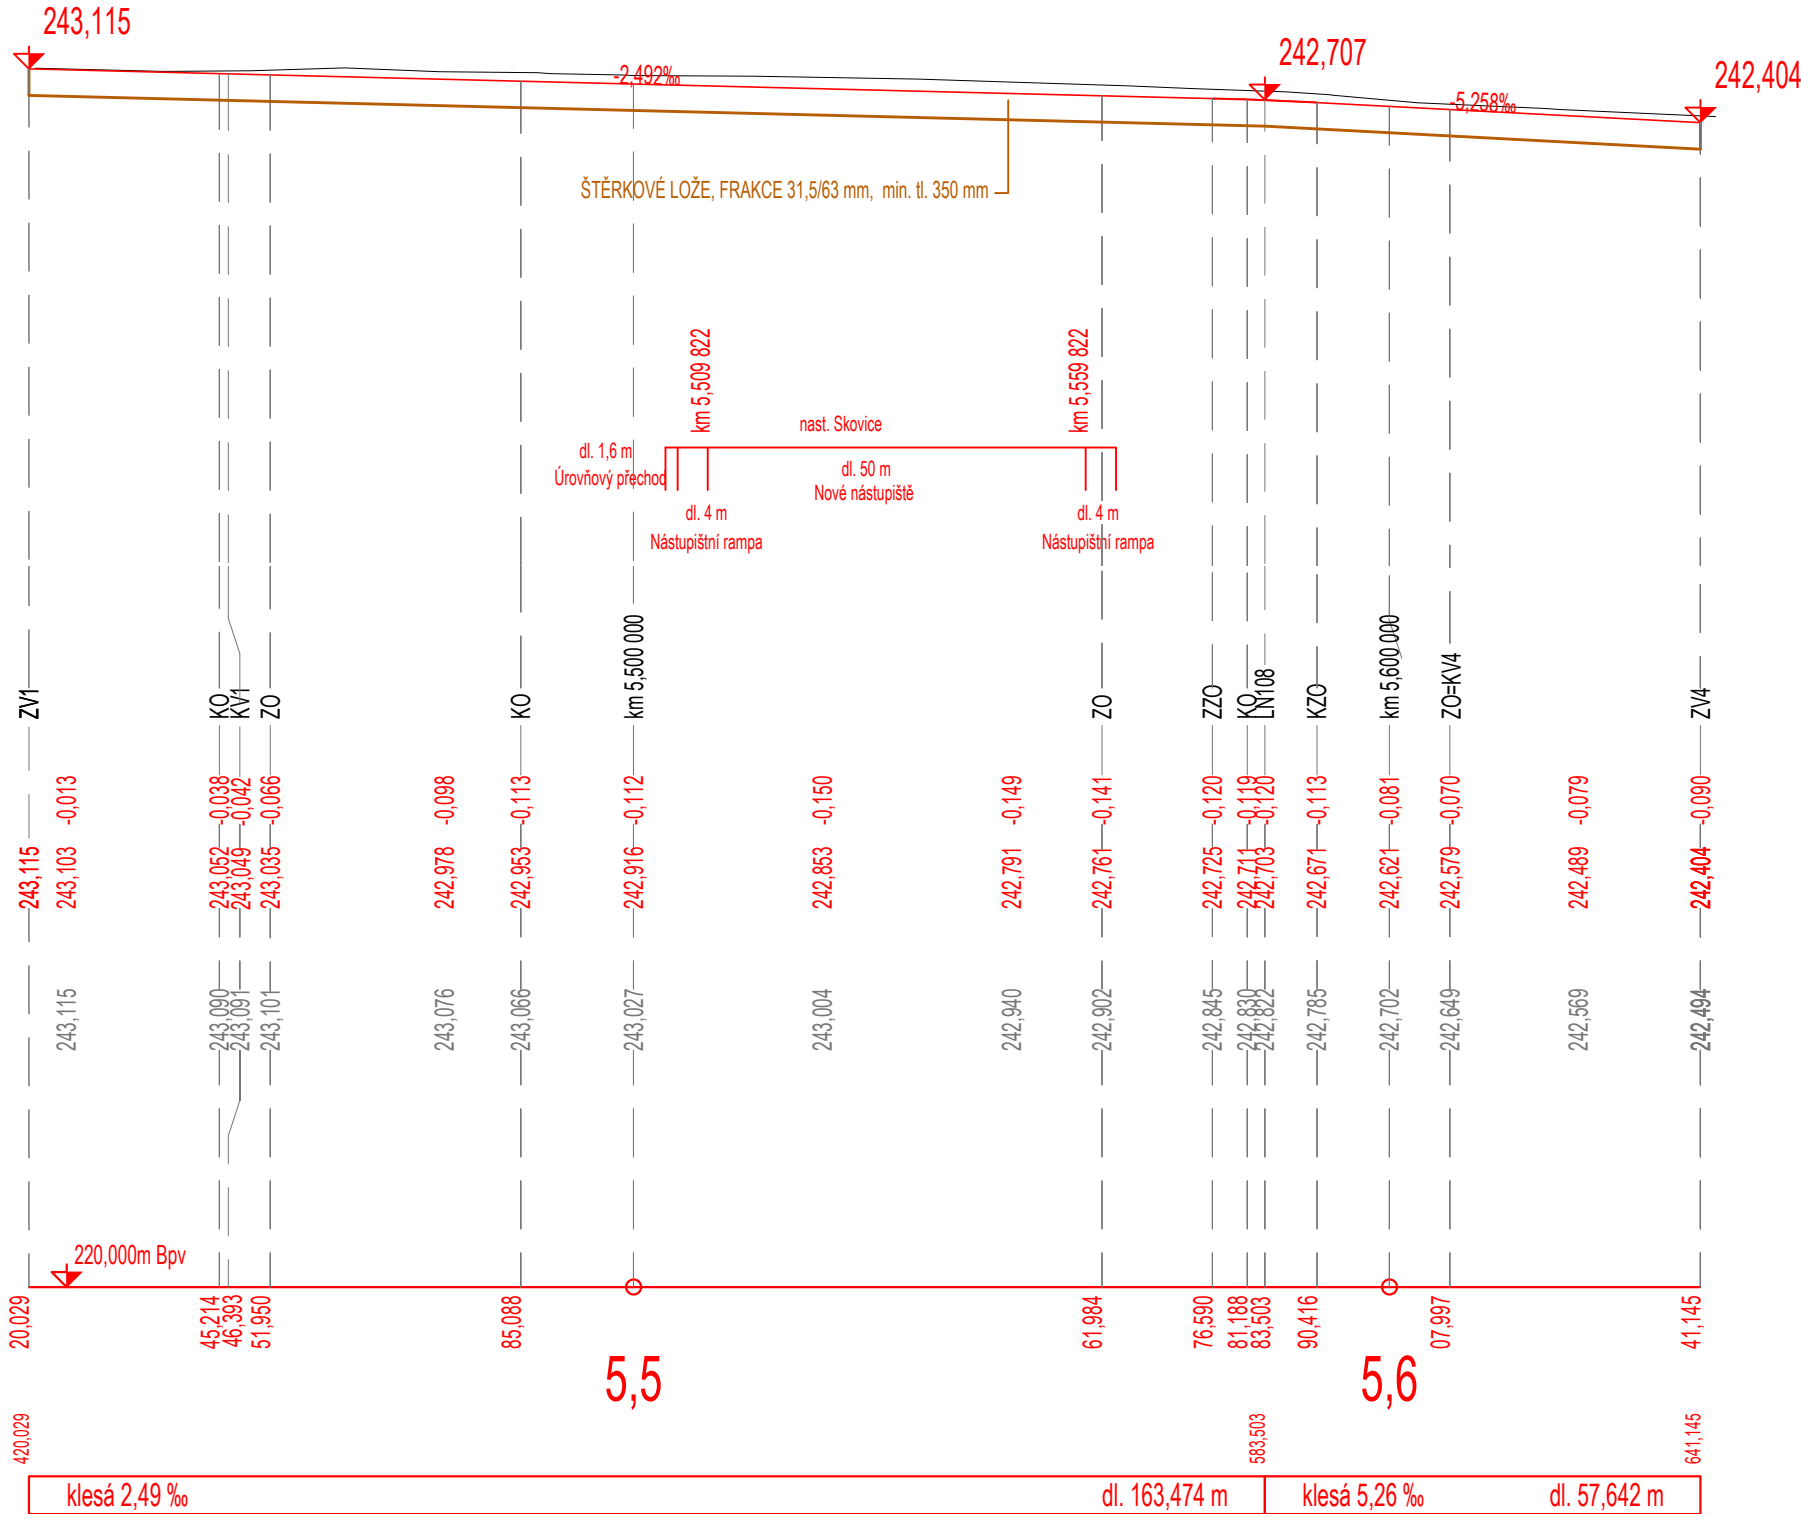 243,115
242,707
242,404
-2,492‰
-5,258‰
ŠTĚRKOVÉ LOŽE, FRAKCE 31,5/63 mm, min. tl. 350 mm
km 5,509 822
km 5,559 822
nast. Skovice
dl. 1,6 m
Úrovňový přechod
dl. 50 m
Nové nástupiště
dl. 4 m
Nástupištní rampa
dl. 4 m
Nástupištní rampa
ZV1
KO
KV1
ZO
KO
km 5,500 000
ZO
ZZO
KO
LN108
KZO
km 5,600 000
ZO=KV4
ZV4
-0,013
-0,038
-0,042
-0,066
-0,098
-0,113
-0,112
-0,150
-0,149
-0,141
-0,120
-0,119
-0,120
-0,113
-0,081
-0,070
-0,079
-0,090
243,115
243,103
243,052
243,049
243,035
242,978
242,953
242,916
242,853
242,791
242,761
242,725
242,711
242,703
242,671
242,621
242,579
242,489
242,404
243,115
243,090
243,091
243,101
243,076
243,066
243,027
243,004
242,940
242,902
242,845
242,830
242,822
242,785
242,702
242,649
242,569
242,494
220,000m Bpv
20,029
45,214
46,393
51,950
85,088
61,984
76,590
81,188
83,503
90,416
07,997
41,145
5,5
5,6
420,029
583,503
641,145
klesá 2,49 ‰
dl. 163,474 m
klesá 5,26 ‰
dl. 57,642 m